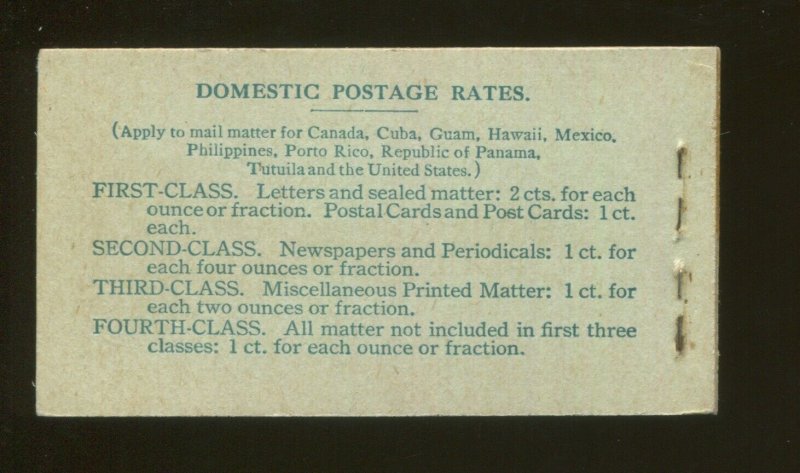 DOMESTIC POSTAGE RATES.
(Apply to mail matter for Canada, Cuba, Guam, Hawaii, Mexico,
Philippines, Porto Rico, Republic of Panama,
Tutuila and the United States.)
FIRST-CLASS. Letters and sealed matter: 2 cts. for each
ounce or fraction. Postal Cards and Post Cards: 1 ct.
each.
SECOND-CLASS. Newspapers and Periodicals: 1 ct. for
each four ounces or fraction.
THIRD-CLASS. Miscellaneous Printed Matter: 1 ct. for
each two ounces or fraction.
FOURTH-CLASS. All matter not included in first three
classes: 1 ct. for each ounce or fraction.